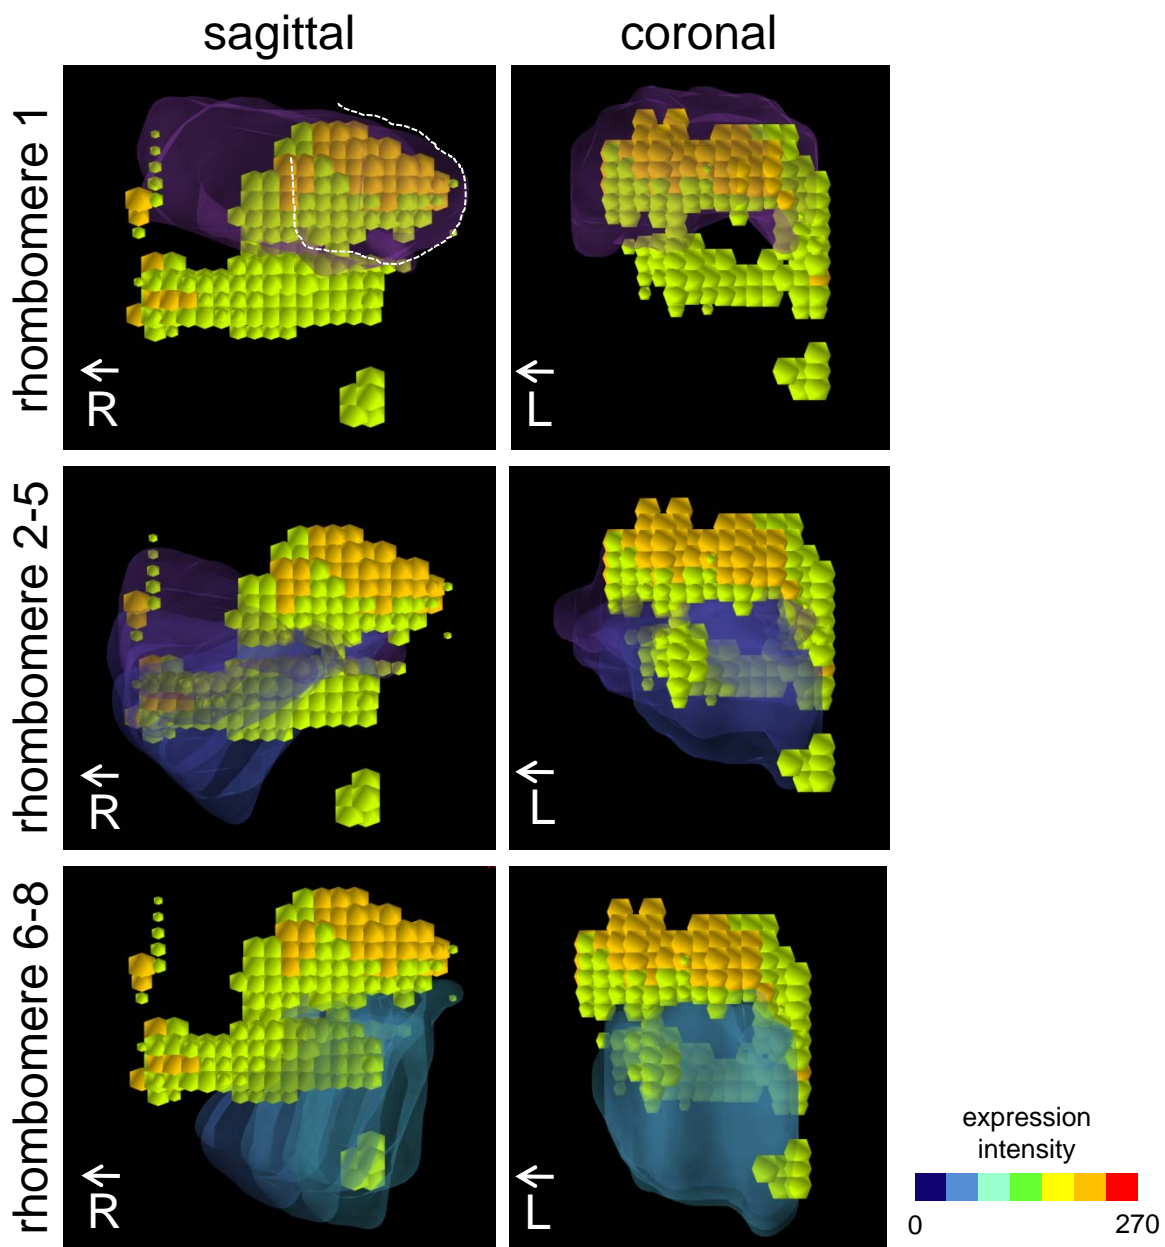 sagittal
coronal
rhombomere 1
R
L
rhombomere 2-5
R
L
rhombomere 6-8
R
L
expression
intensity
0
270